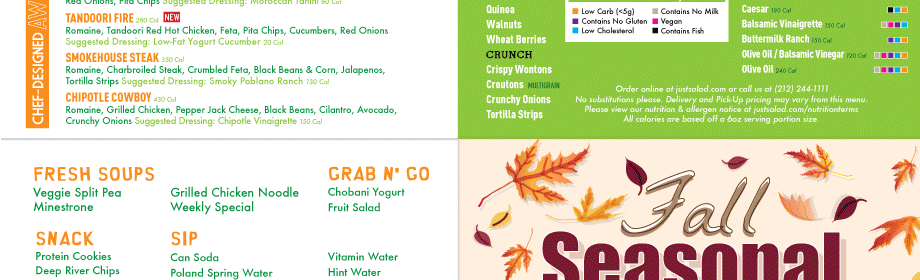 Red Onions, Pita Chips Suggested Dressing: Moroccan Tahini 60 Cal
CHEF-DESIGNED AW
TANDOORI FIRE 280 Cal NEW
Romaine, Tandoori Red Hot Chicken, Feta, Pita Chips, Cucumbers, Red Onions
Suggested Dressing: Low-Fat Yogurt Cucumber 20 Cal
SMOKEHOUSE STEAK 350 Cal
Romaine, Charbroiled Steak, Crumbled Feta, Black Beans & Corn, Jalapenos,
Tortilla Strips Suggested Dressing: Smoky Poblano Ranch 130 Cal
CHIPOTLE COWBOY 430 Cal
Romaine, Grilled Chicken, Pepper Jack Cheese, Black Beans, Cilantro, Avocado,
Crunchy Onions Suggested Dressing: Chipotle Vinaigrette 150 Cal
Quinoa
Walnuts
Wheat Berries
CRUNCH
Crispy Wontons
Croutons MULTIGRAIN
Crunchy Onions
Tortilla Strips
Low Carb (<5g)
Contains No Gluten
Low Cholesterol
Contains No Milk
Vegan
Contains Fish
Caesar 190 Cal
Balsamic Vinaigrette
Buttermilk Ranch
Olive Oil / Balsamic Vinegar
Olive Oil 240 Cal
Order online at justsalad.com or call us at (212) 244-1111
No substitutions please. Delivery and Pick-Up pricing may vary from this menu.
Please view our nutrition & allergen notice at justsalad.com/nutritionterms
All calories are based off a 6oz serving portion size.
FRESH SOUPS
Veggie Split Pea
Minestrone
Grilled Chicken Noodle
Weekly Special
GRAB N' GO
Chobani Yogurt
Fruit Salad
SNACK
Protein Cookies
Deep River Chips
SIP
Can Soda
Poland Spring Water
Vitamin Water
Hint Water
Fall
Seasonal